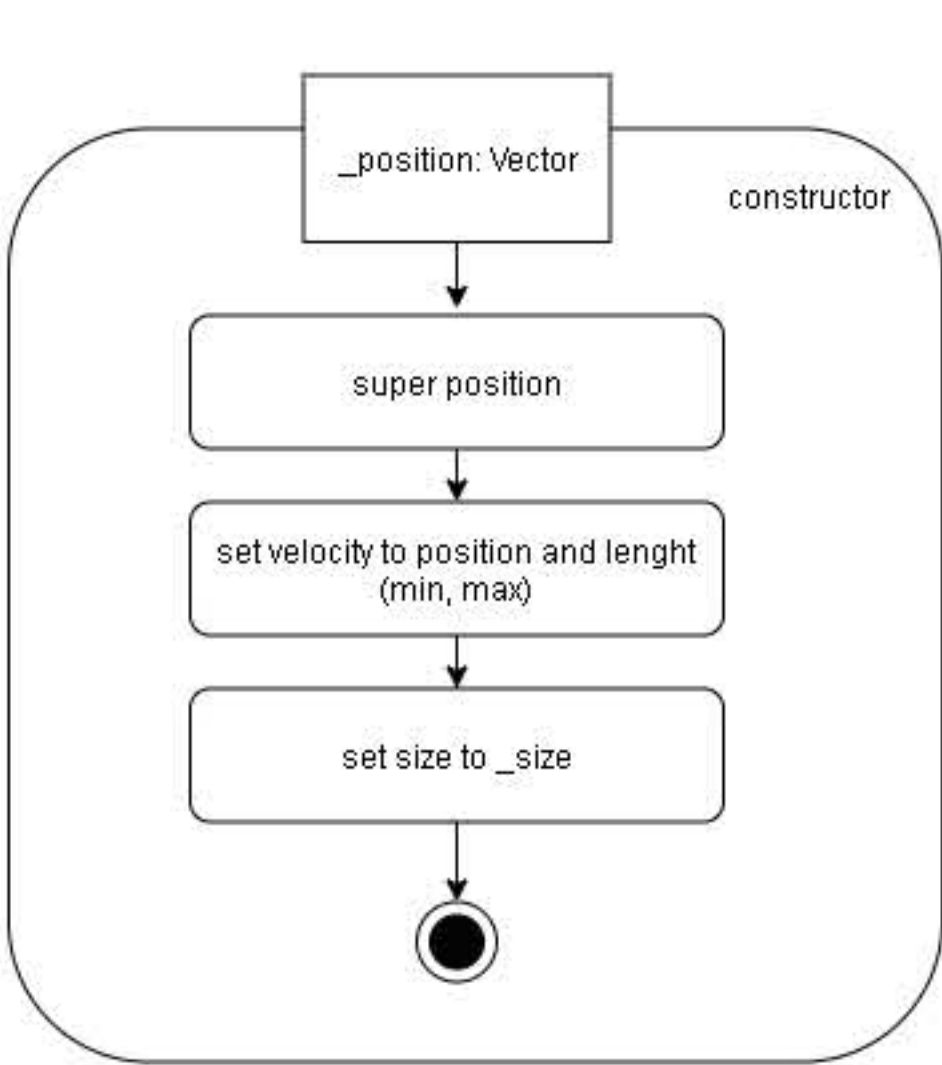 _position: Vector
constructor
super position
set velocity to position and lenght
(min, max)
set size to _size